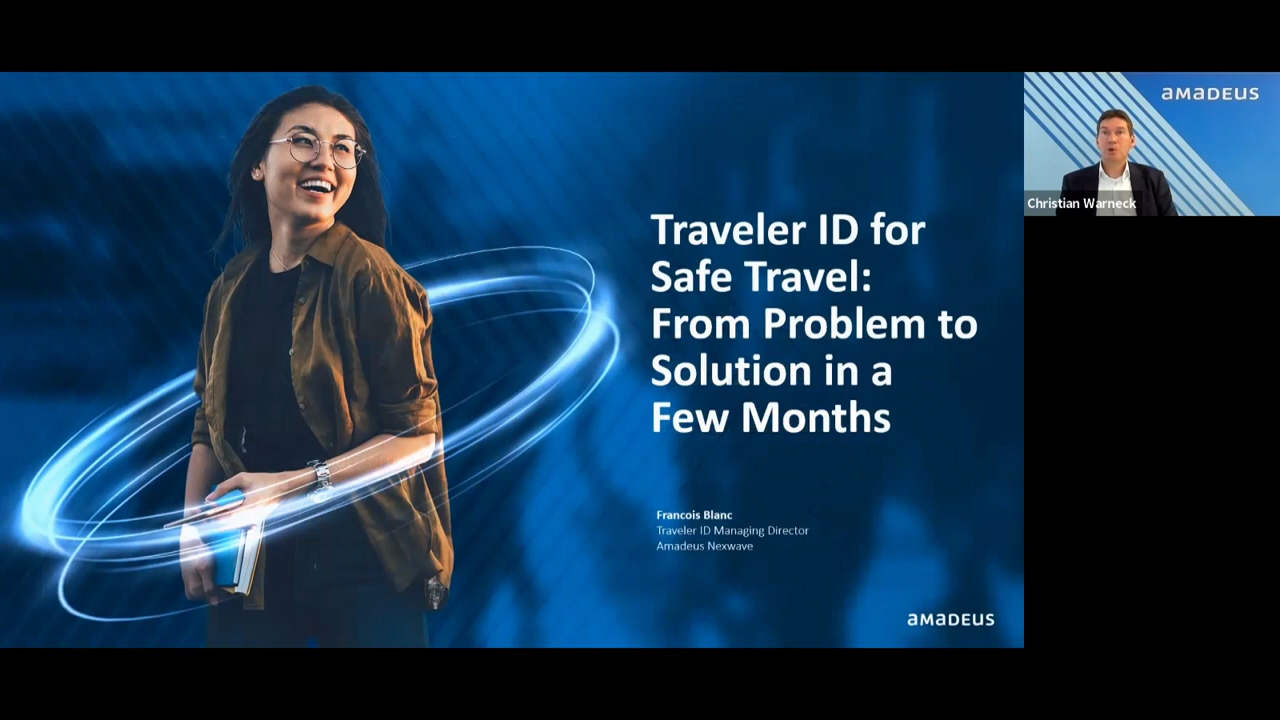 Traveler ID for
Safe Travel:
From Problem to
Solution in a
Few Months
Francois Blanc
Traveler ID Managing Director
Amadeus Nexwave
amadeus
amadeus
Christian Warneck